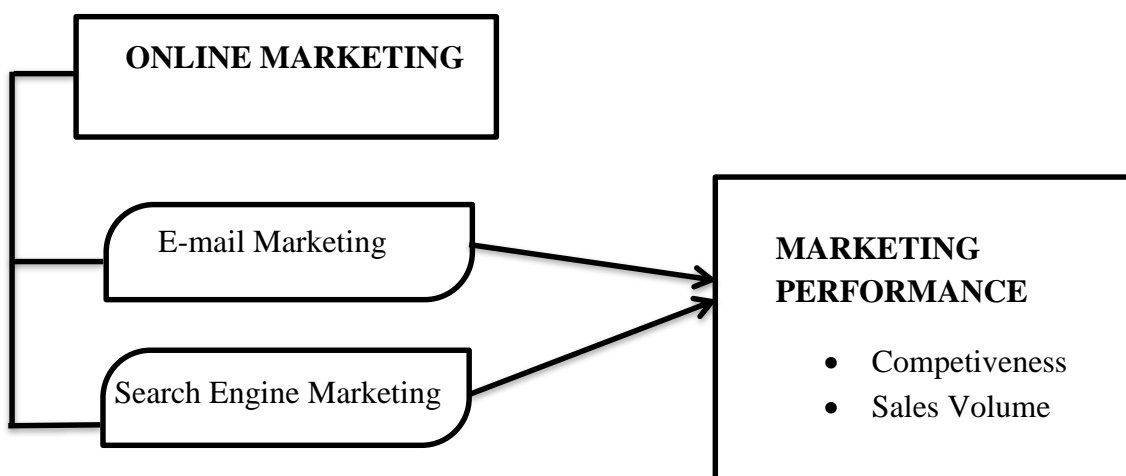 ONLINE MARKETING
E-mail Marketing
Search Engine Marketing
MARKETING
PERFORMANCE
• Competiveness
• Sales Volume